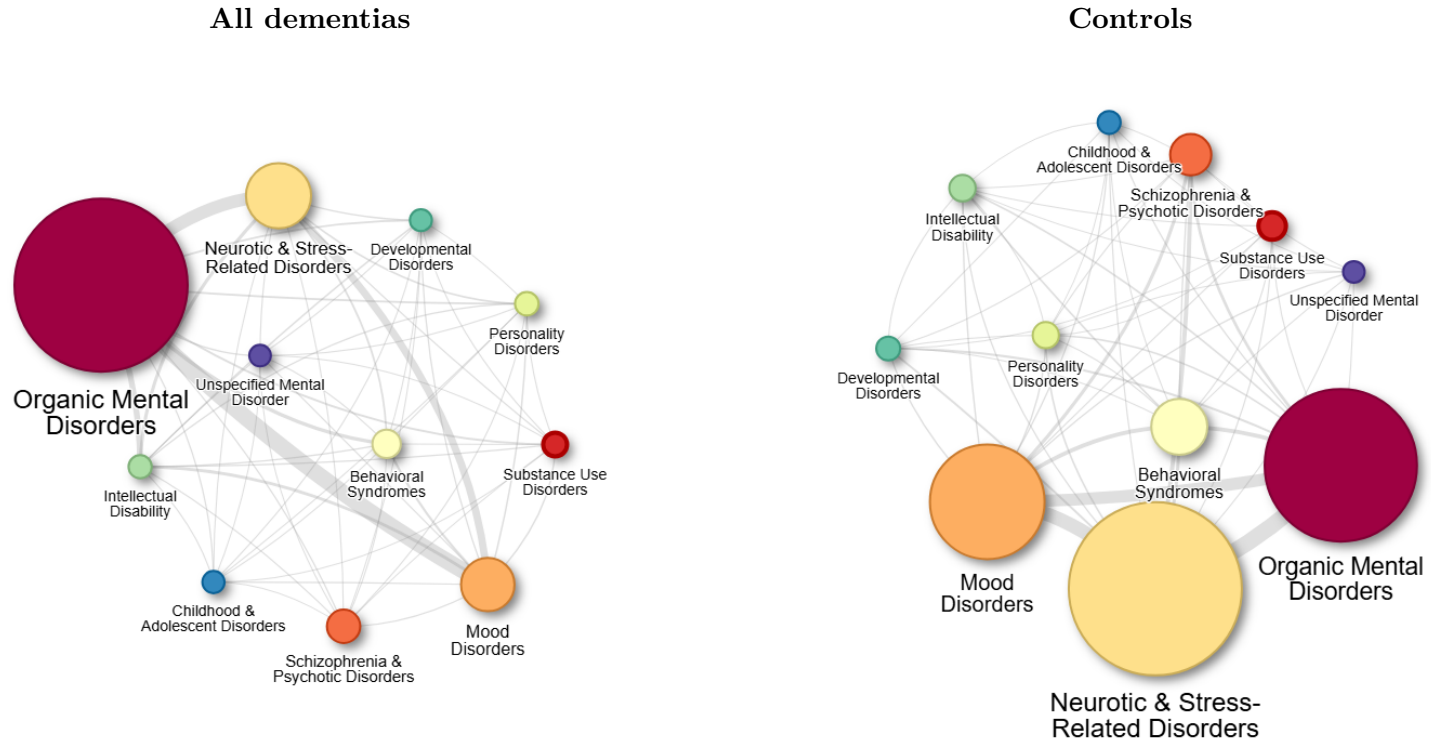 All dementias
Neurotic & Stress-
Related Disorders
Developmental
Disorders
Personality
Disorders
Unspecified Mental
Disorder
Organic Mental
Disorders
Behavioral
Syndromes
Substance Use
Disorders
Intellectual
Disability
Childhood &
Adolescent Disorders
Mood
Disorders
Schizophrenia &
Psychotic Disorders
Controls
Childhood &
Adolescent Disorders
Schizophrenia &
Psychotic Disorders
Intellectual
Disability
Substance Use
Disorders
Unspecified Mental
Disorder
Personality
Disorders
Developmental
Disorders
Behavioral
Syndromes
Organic Mental
Disorders
Mood
Disorders
Neurotic & Stress-
Related Disorders